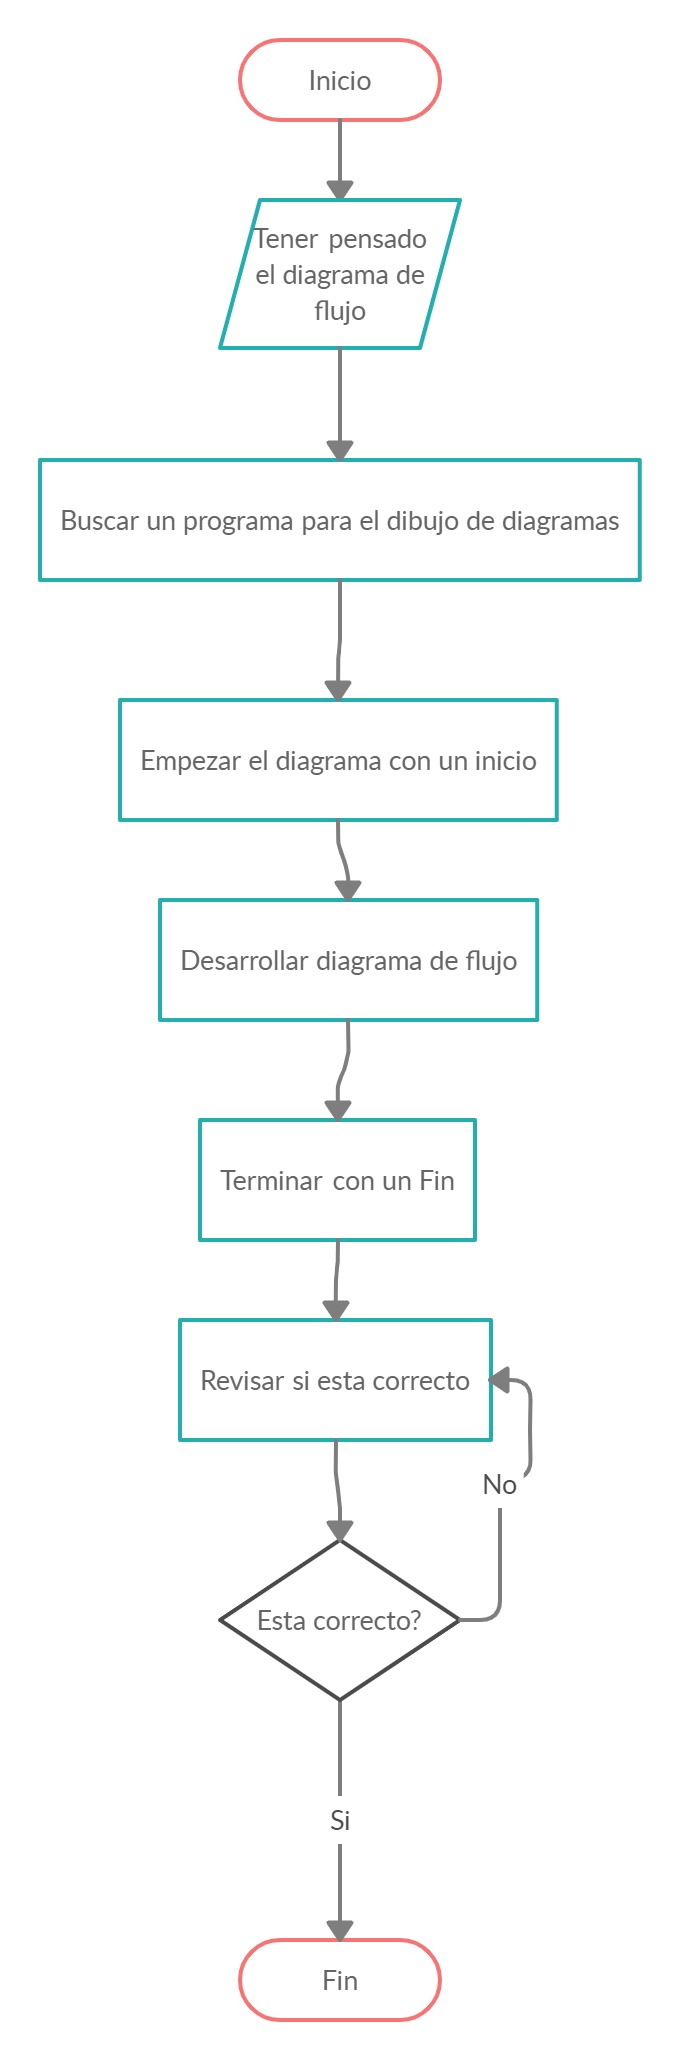 Inicio
Tener pensado
el diagrama de
flujo
Buscar un programa para el dibujo de diagramas
Empezar el diagrama con un inicio
Desarrollar diagrama de flujo
Terminar con un Fin
Revisar si esta correcto
No
Esta correcto?
Si
Fin